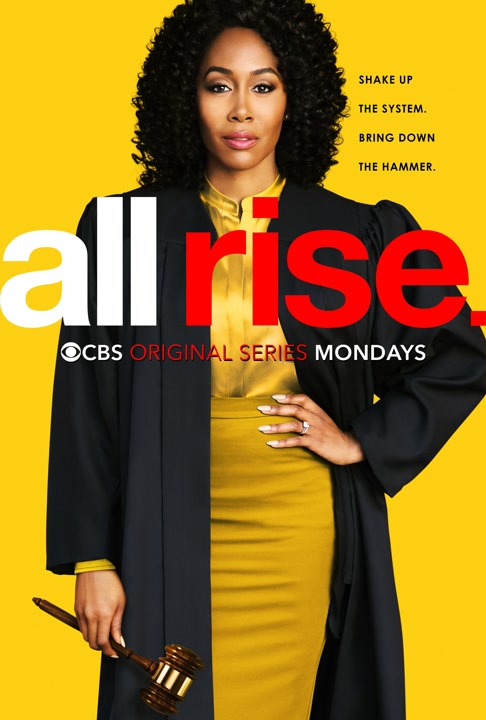 SHAKE UP
THE SYSTEM.
BRING DOWN
THE HAMMER.
all rise.
CBS ORIGINAL SERIES MONDAYS